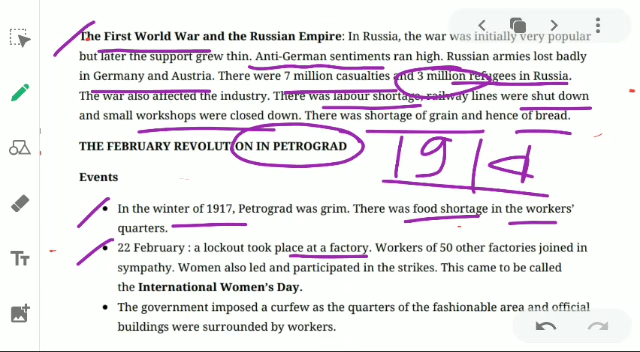 The First World War and the Russian Empire: In Russia, the war was initially very popular
but later the support grew thin. Anti-German sentiments ran high. Russian armies lost badly
in Germany and Austria. There were 7 million casualties and 3 million refugees in Russia.
The war also affected the industry. There was labour shortage, railway lines were shut down
and small workshops were closed down. There was shortage of grain and hence of bread.
THE FEBRUARY REVOLUTION IN PETROGRAD
1914
Events
• In the winter of 1917, Petrograd was grim. There was food shortage in the workers'
quarters.
• 22 February : a lockout took place at a factory. Workers of 50 other factories joined in
sympathy. Women also led and participated in the strikes. This came to be called
the International Women's Day.
• The government imposed a curfew as the quarters of the fashionable area and official
buildings were surrounded by workers.
TT